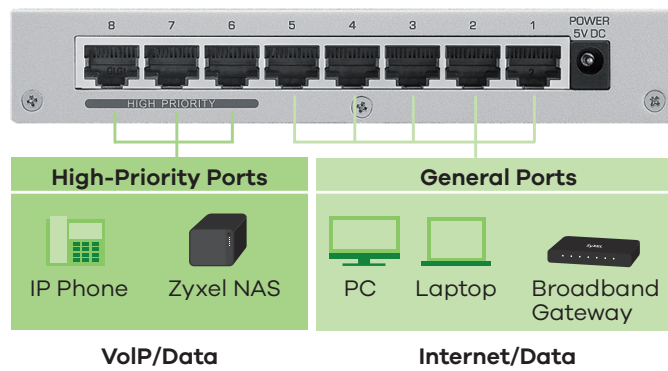 8 7 6 5 4 3 2 1
POWER
5V DC
HIGH PRIORITY
High-Priority Ports
General Ports
IP Phone
Zyxel NAS
PC
Laptop
ZyXEL
Broadband
Gateway
VoIP/Data
Internet/Data